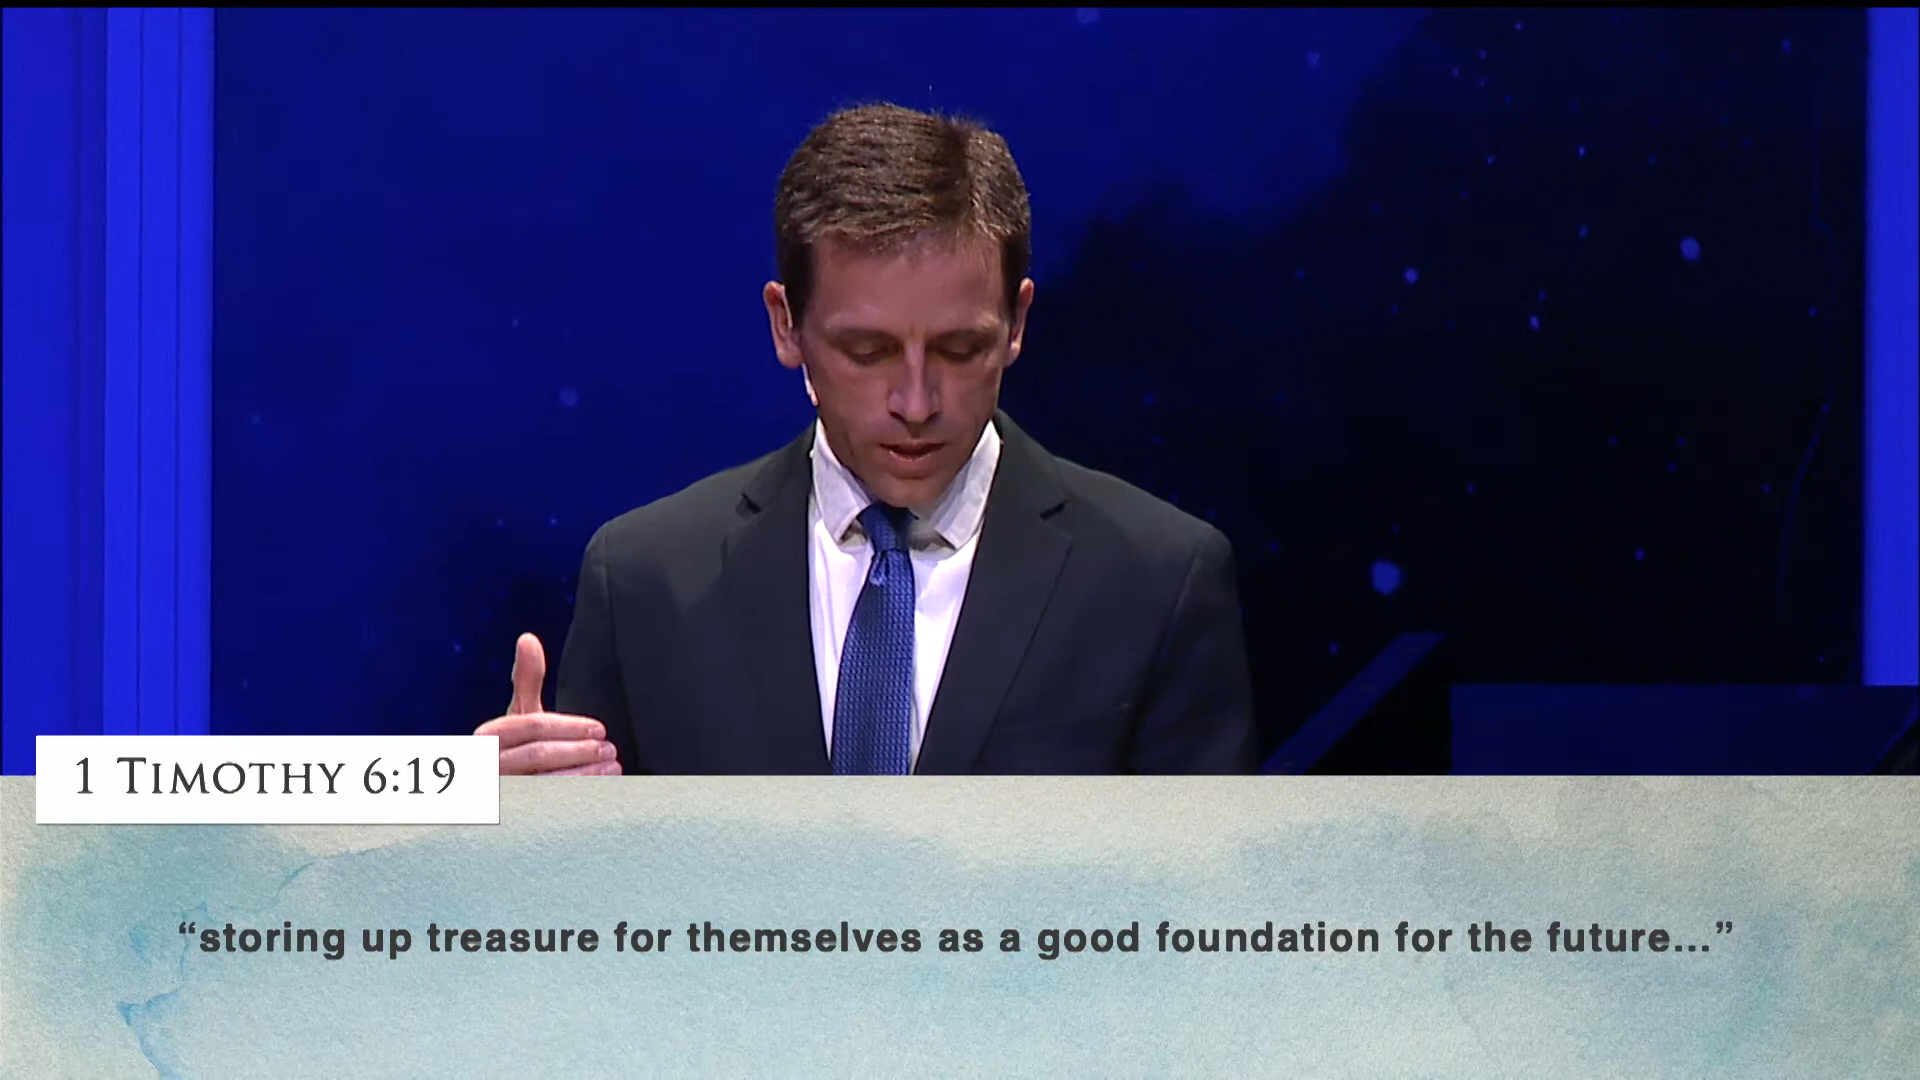 1 TIMOTHY 6:19
“storing up treasure for themselves as a good foundation for the future...”